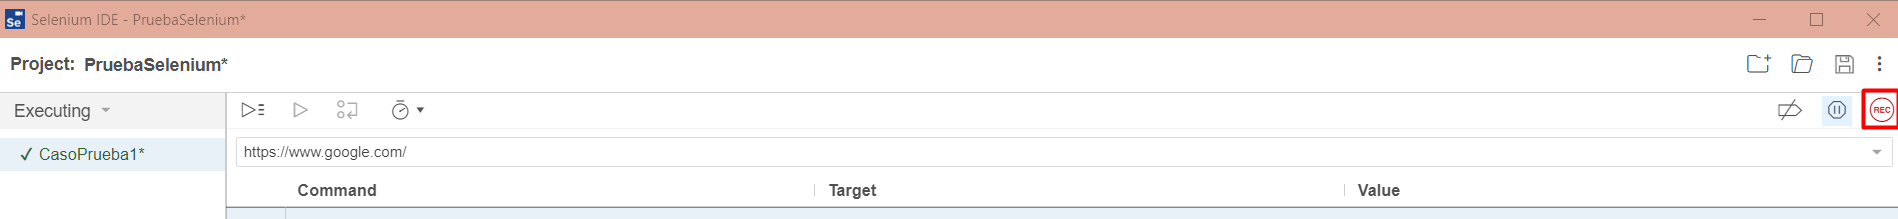 Se Selenium IDE - PruebaSelenium*
Project: PruebaSelenium*
Executing
REC
✓ CasoPrueba1*
https://www.google.com/
Command Target Value